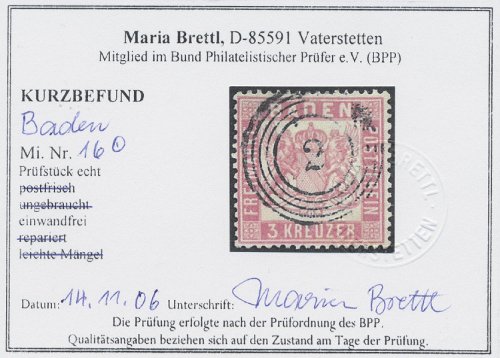 Maria Brettl, D-85591 Vaterstetten
Mitglied im Bund Philatelistischer Prüfer e.V. (BPP)
KURZBEFUND
Baden
Mi. Nr. 16
Prüfstück echt
postfrisch
ungebraucht
einwandfrei
repariert
leichte Mängel
BADEN
FREI
3 KREUZER
BRETTL
Datum: 14.11.06 Unterschrift: Maria Brettl
Die Prüfung erfolgte nach der Prüfordnung des BPP.
Qualitätsangaben beziehen sich auf den Zustand am Tage der Prüfung.